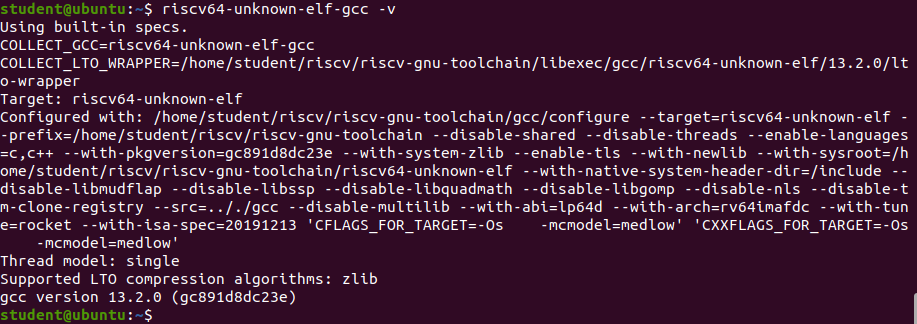 student@ubuntu:~$ riscv64-unknown-elf-gcc -v
Using built-in specs.
COLLECT_GCC=riscv64-unknown-elf-gcc
COLLECT_LTO_WRAPPER=/home/student/riscv/riscv-gnu-toolchain/libexec/gcc/riscv64-unknown-elf/13.2.0/lt
o-wrapper
Target: riscv64-unknown-elf
Configured with: /home/student/riscv/riscv-gnu-toolchain/gcc/configure --target=riscv64-unknown-elf -
-prefix=/home/student/riscv/riscv-gnu-toolchain --disable-shared --disable-threads --enable-languages
=c,c++ --with-pkgversion=gc891d8dc23e --with-system-zlib --enable-tls --with-newlib --with-sysroot=/h
ome/student/riscv/riscv-gnu-toolchain/riscv64-unknown-elf --with-native-system-header-dir=/include --
disable-libmudflap --disable-libssp --disable-libquadmath --disable-libgomp --disable-nls --disable-t
m-clone-registry --src=.././gcc --disable-multilib --with-abi=lp64d --with-arch=rv64imafdc --with-tun
e=rocket --with-isa-spec=20191213 'CFLAGS_FOR_TARGET=-Os    -mcmodel=medlow' 'CXXFLAGS_FOR_TARGET=-Os
    -mcmodel=medlow'
Thread model: single
Supported LTO compression algorithms: zlib
gcc version 13.2.0 (gc891d8dc23e)
student@ubuntu:~$